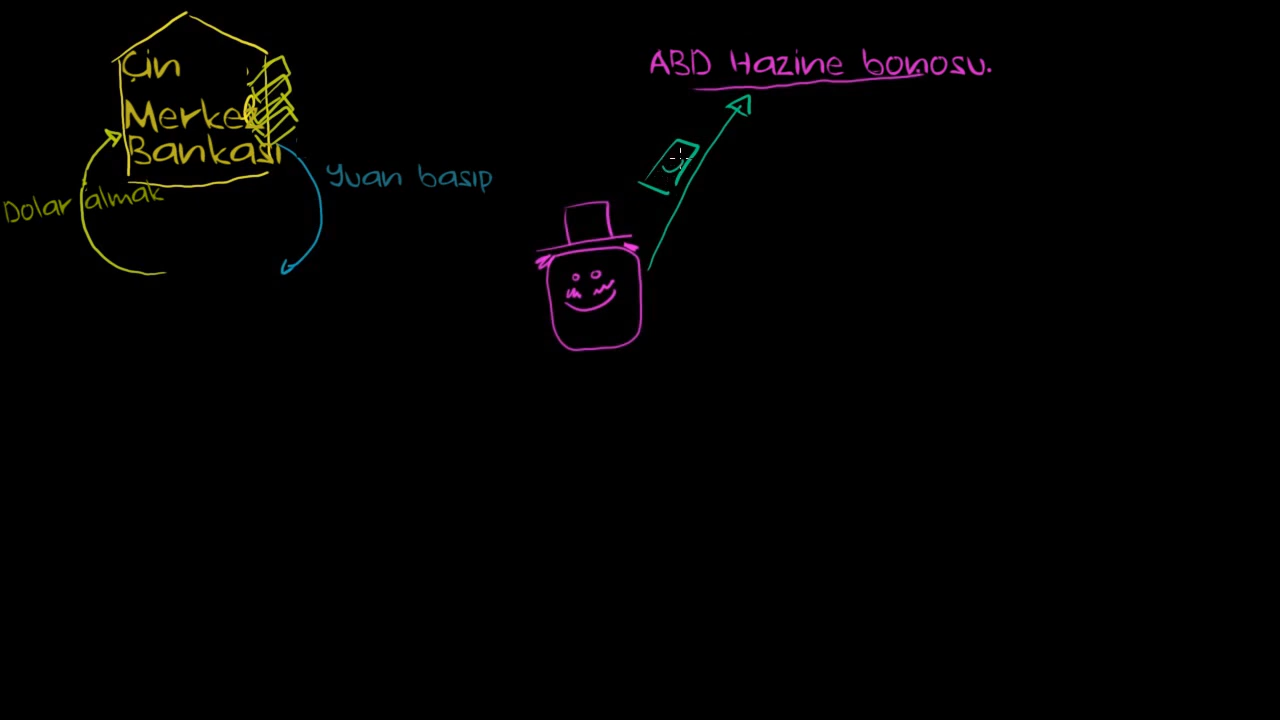 Çin
Merkez
Bankası
Dolar almak
Yuan basıp
ABD Hazine bonosu.